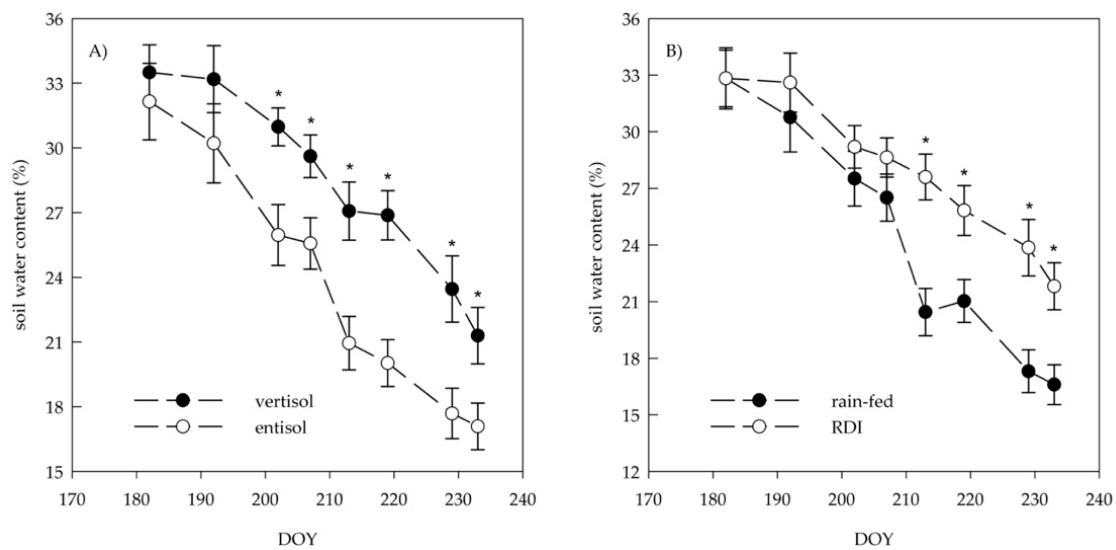 A)
soil water content (%)
36
33
30
27
24
21
18
15
* * * * * *
vertisol
entisol
170 180 190 200 210 220 230 240
DOY
B)
soil water content (%)
36
33
30
27
24
21
18
15
12
* * * *
rain-fed
RDI
170 180 190 200 210 220 230 240
DOY